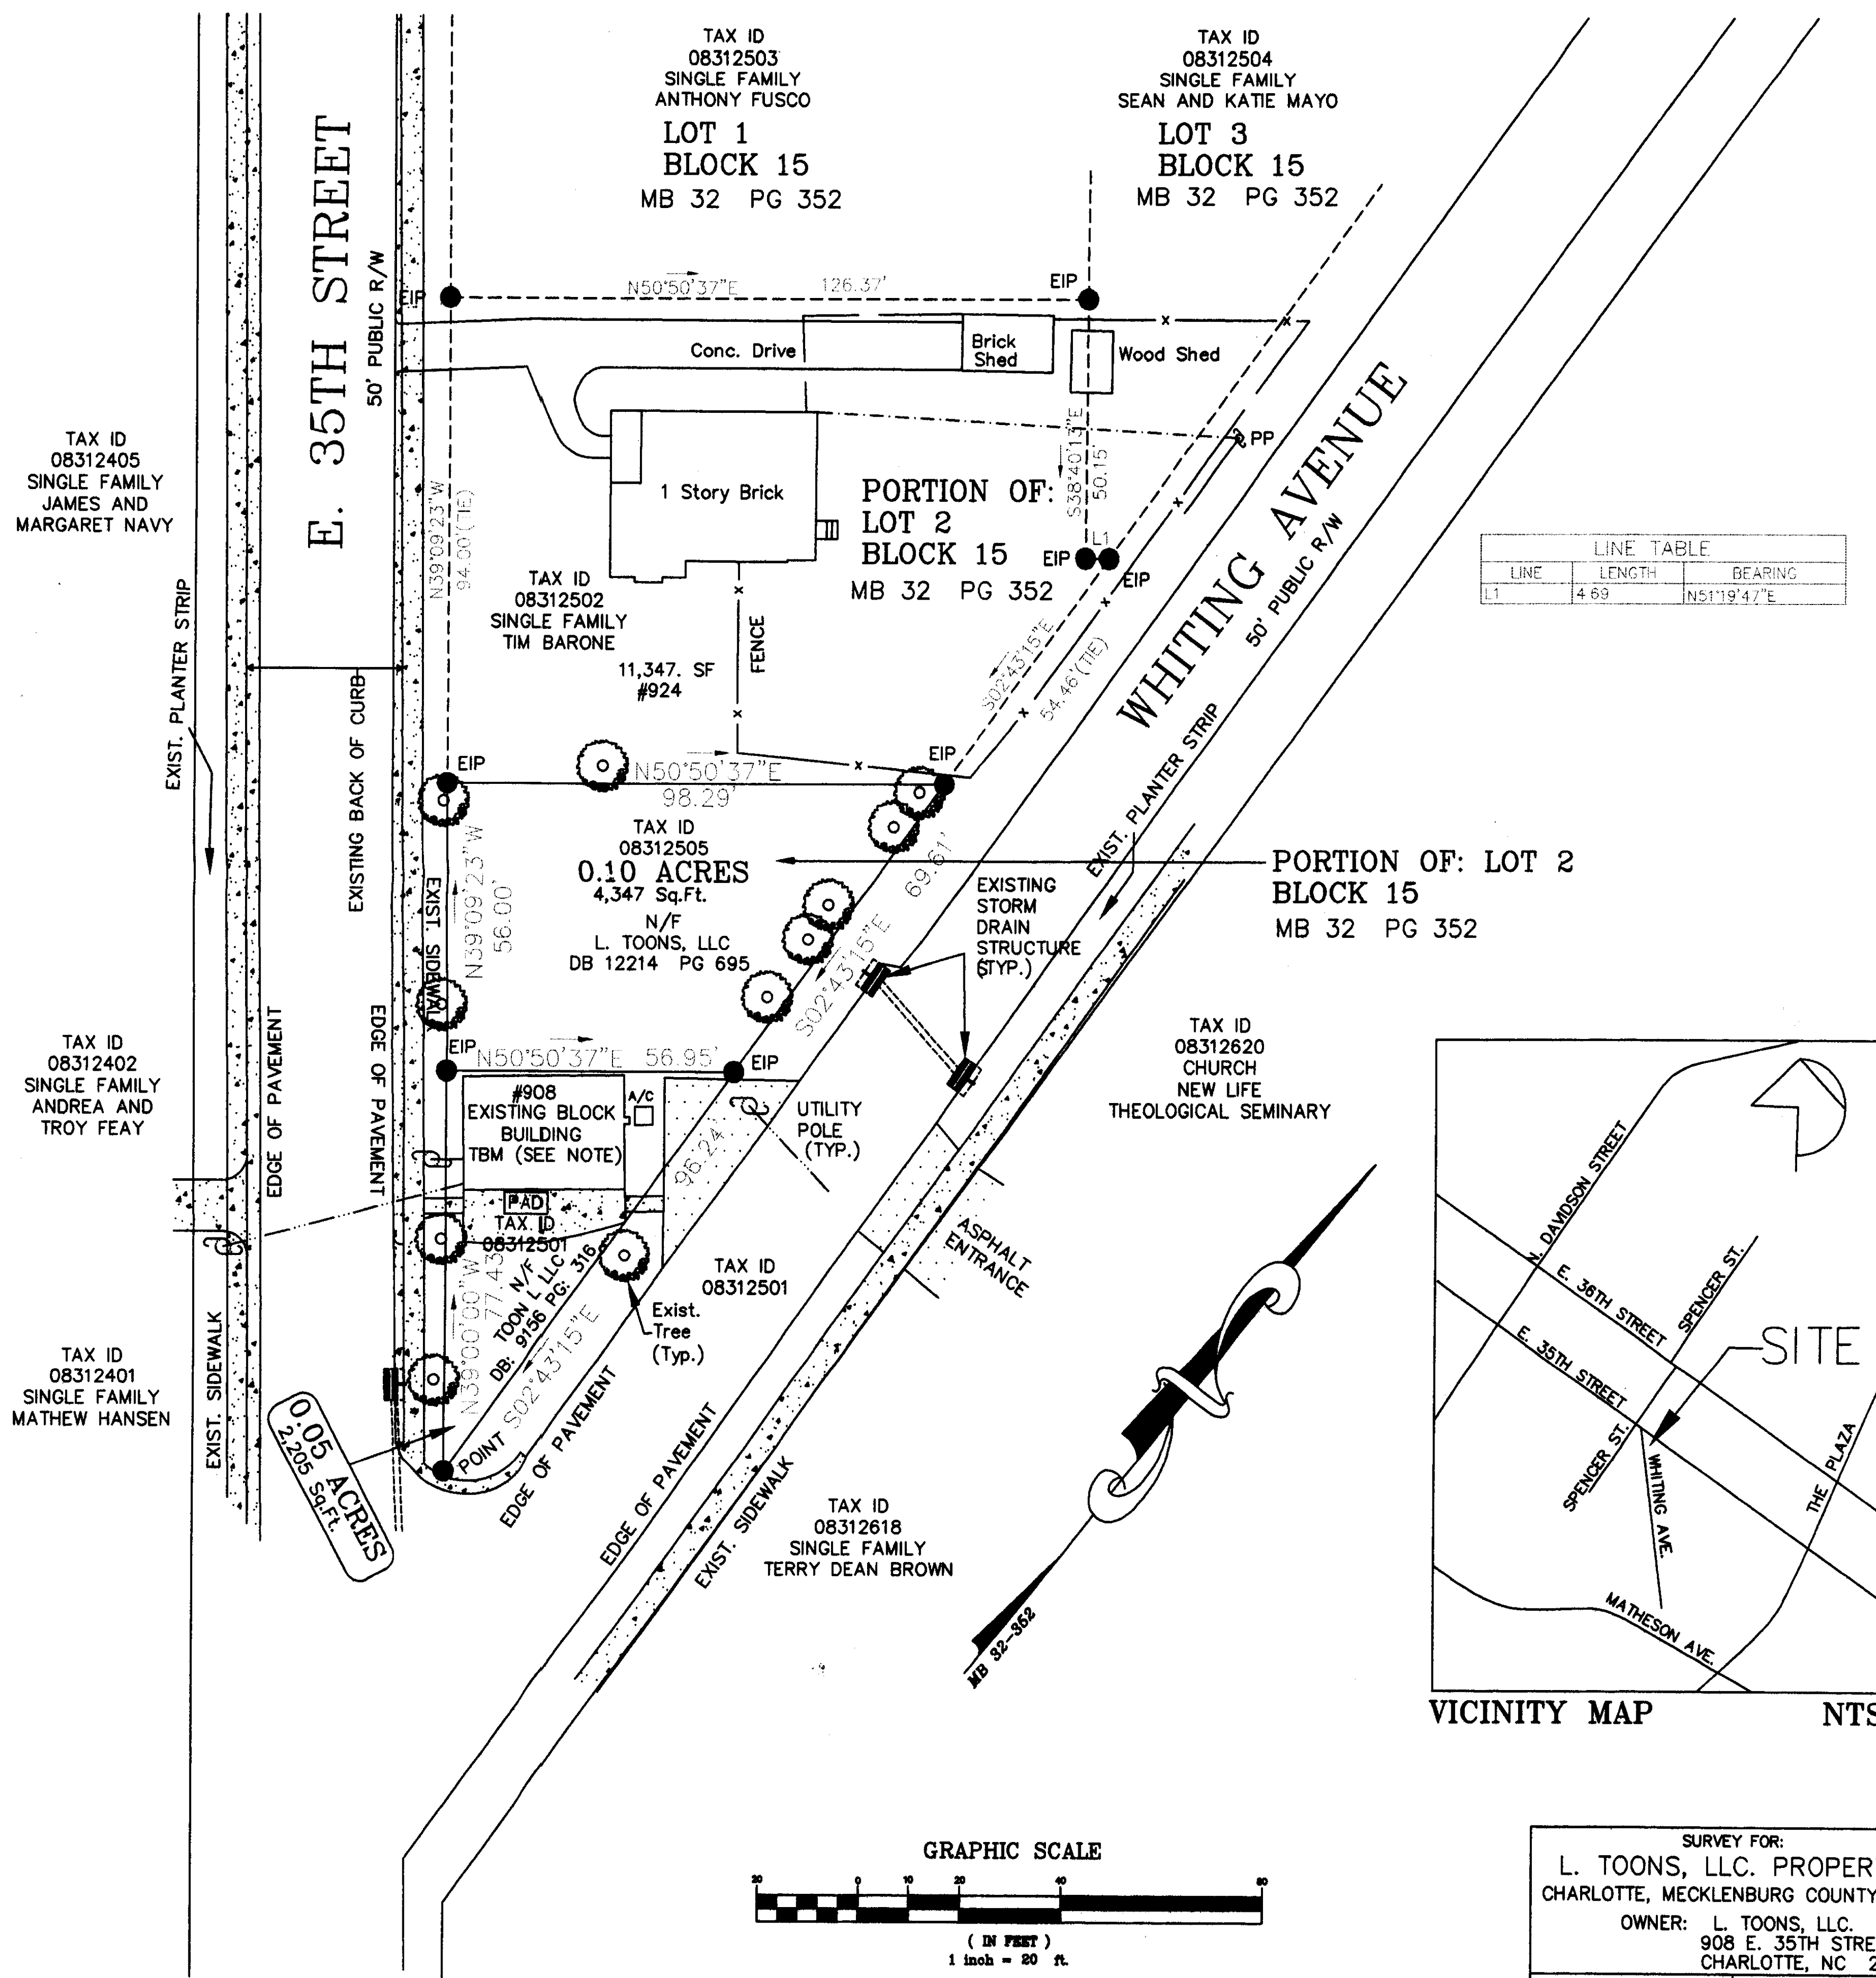 TAX ID
08312503
SINGLE FAMILY
ANTHONY FUSCO
LOT 1
BLOCK 15
MB 32 PG 352
TAX ID
08312504
SINGLE FAMILY
SEAN AND KATIE MAYO
LOT 3
BLOCK 15
MB 32 PG 352
E. 35TH STREET
50' PUBLIC R/W
EIP
N50°50'37"E 126.37'
EIP
Conc. Drive
Brick
Shed
Wood Shed
PP
TAX ID
08312405
SINGLE FAMILY
JAMES AND
MARGARET NAVY
N39°09'23"W
94.00'(TIE)
1 Story Brick
PORTION OF:
LOT 2
BLOCK 15
MB 32 PG 352
S38°40'13"E
50.15'
L1
EIP
EIP
WHITING AVENUE
50' PUBLIC R/W
LINE TABLE
LINE LENGTH BEARING
L1 4.69 N51°19'47"E
TAX ID
08312502
SINGLE FAMILY
TIM BARONE
11,347. SF
#924
FENCE
S02°43'15"E
54.46'(TIE)
EXIST. PLANTER STRIP
EXISTING BACK OF CURB
EIP
N50°50'37"E
98.29'
EIP
EXIST. PLANTER STRIP
TAX ID
08312505
0.10 ACRES
4,347 Sq.Ft.
N/F
L. TOONS, LLC
DB 12214 PG 695
EXIST. SIDEWAL
N39°09'23"W
56.00'
69.61'
S02°43'15"E
EXISTING
STORM
DRAIN
STRUCTURE
(TYP.)
PORTION OF: LOT 2
BLOCK 15
MB 32 PG 352
TAX ID
08312402
SINGLE FAMILY
ANDREA AND
TROY FEAY
EDGE OF PAVEMENT
EDGE OF PAVEMENT
EIP
N50°50'37"E 56.95'
EIP
#908
EXISTING BLOCK
BUILDING
TBM (SEE NOTE)
A/C
UTILITY
POLE
(TYP.)
TAX ID
08312620
CHURCH
NEW LIFE
THEOLOGICAL SEMINARY
96.24'
PAD
TAX ID
08312501
N/F
TOON L LLC
DB: 9156 PG: 316
N39°00'00"W
77.43'
S02°43'15"E
Exist.
Tree
(Typ.)
TAX ID
08312501
ASPHALT
ENTRANCE
TAX ID
08312401
SINGLE FAMILY
MATHEW HANSEN
EXIST. SIDEWALK
0.05 ACRES
2,205 Sq.Ft.
POINT
EDGE OF PAVEMENT
EDGE OF PAVEMENT
EXIST. SIDEWALK
TAX ID
08312618
SINGLE FAMILY
TERRY DEAN BROWN
MB 32-352
N. DAVIDSON STREET
E. 36TH STREET
SPENCER ST.
E. 35TH STREET
SITE
SPENCER ST.
WHITING AVE.
THE PLAZA
MATHESON AVE.
VICINITY MAP NTS
GRAPHIC SCALE
20 0 10 20 40 80
( IN FEET )
1 inch = 20 ft.
SURVEY FOR:
L. TOONS, LLC. PROPER
CHARLOTTE, MECKLENBURG COUNTY
OWNER: L. TOONS, LLC.
908 E. 35TH STRE
CHARLOTTE, NC 2